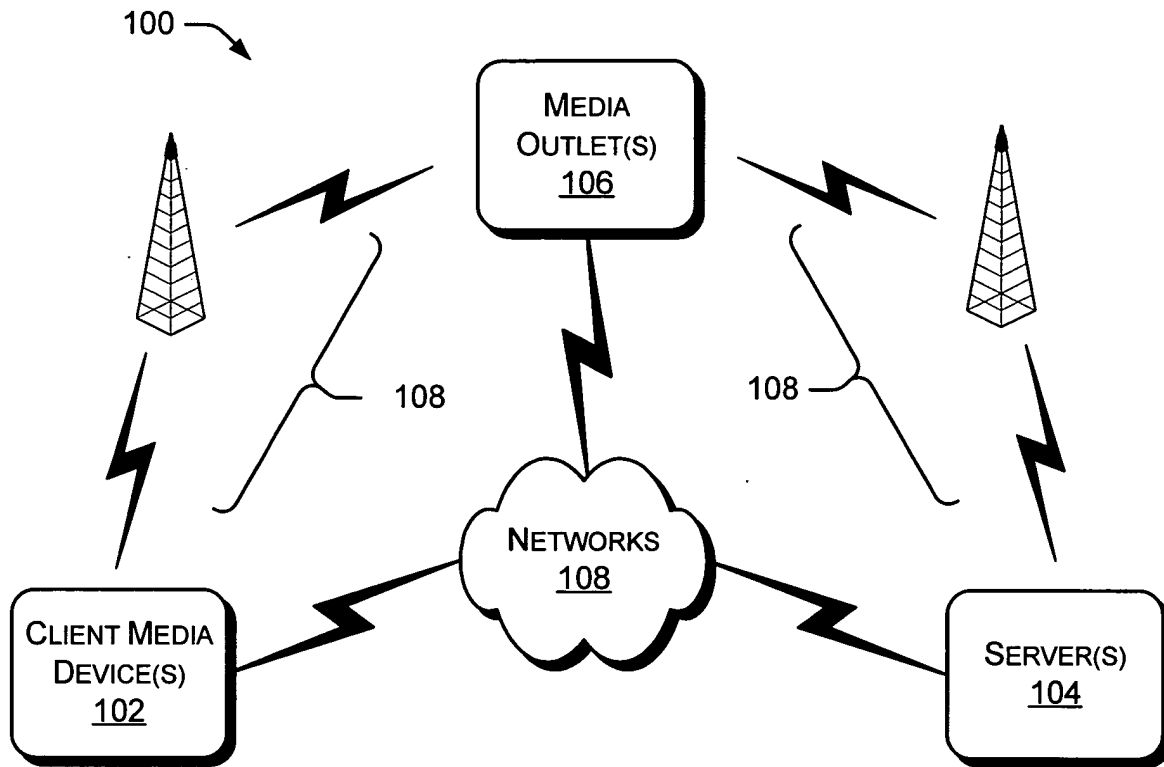 100
MEDIA
OUTLET(S)
106
108
108
NETWORKS
108
CLIENT MEDIA
DEVICE(S)
102
SERVER(S)
104